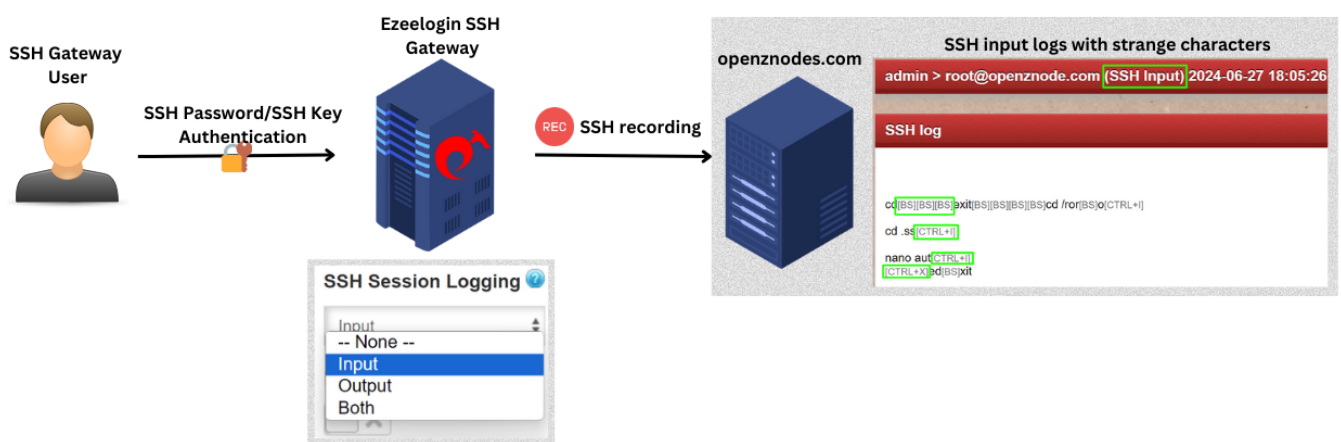 SSH Gateway
User
SSH Password/SSH Key
Authentication
Ezeelogin SSH
Gateway
REC
SSH recording
openznodes.com
SSH input logs with strange characters
admin > root@openznode.com (SSH Input) 2024-06-27 18:05:26
SSH log
cd[BS][BS][BS]exit[BS][BS][BS][BS]cd /ror[BS]o[CTRL+I]
cd .ss[CTRL+I]
nano aut[CTRL+I]
[CTRL+X]ed[BS]xit
SSH Session Logging ?
Input
-- None --
Input
Output
Both